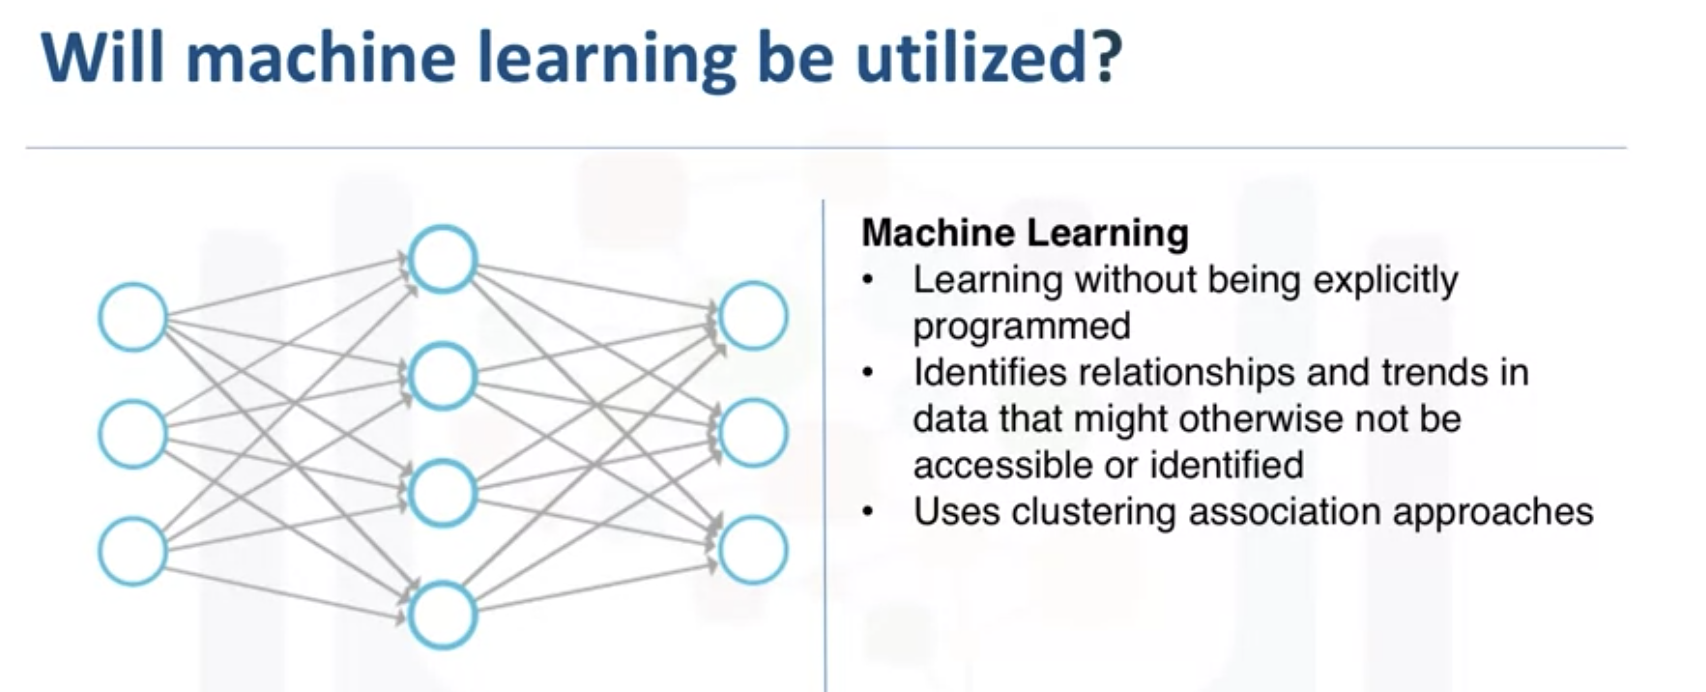 Will machine learning be utilized?
Machine Learning
• Learning without being explicitly
programmed
• Identifies relationships and trends in
data that might otherwise not be
accessible or identified
• Uses clustering association approaches